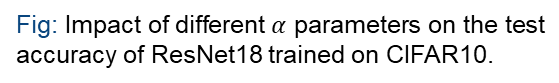 Fig: Impact of different α parameters on the test
accuracy of ResNet18 trained on CIFAR10.